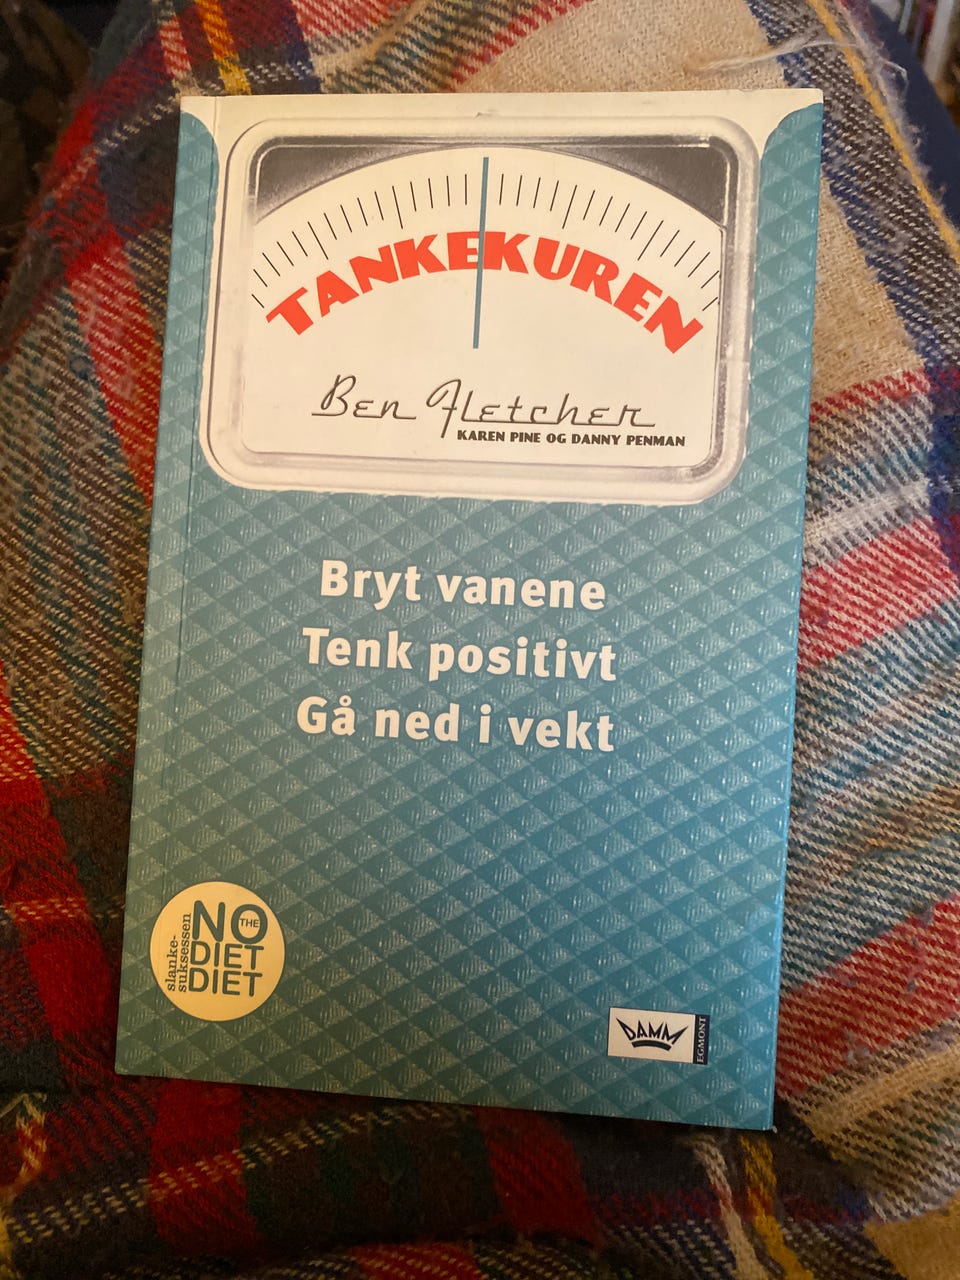 TANKEKUREN
Ben Fletcher
KAREN PINE OG DANNY PENMAN
Bryt vanene
Tenk positivt
Gå ned i vekt
slanke-
suksessen
THE
NO
DIET
DIET
DAMM
EGMONT